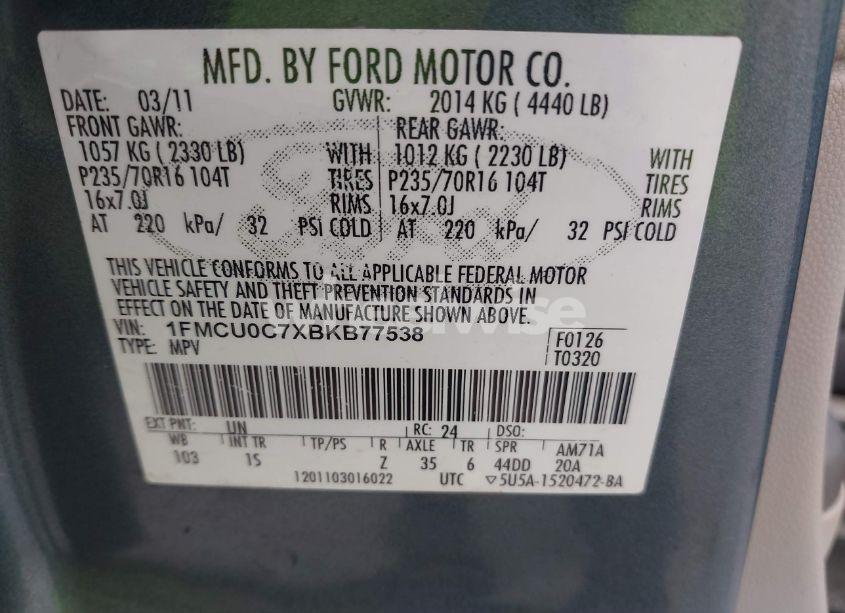 MFD. BY FORD MOTOR CO.
DATE: 03/11 GVWR: 2014 KG ( 4440 LB)
FRONT GAWR: REAR GAWR:
1057 KG ( 2330 LB) WITH 1012 KG ( 2230 LB) WITH
P235/70R16 104T TIRES P235/70R16 104T TIRES
16x7.0J RIMS 16x7.0J RIMS
AT 220 kPa/ 32 PSI COLD AT 220 kPa/ 32 PSI COLD
THIS VEHICLE CONFORMS TO ALL APPLICABLE FEDERAL MOTOR
VEHICLE SAFETY AND THEFT PREVENTION STANDARDS IN
EFFECT ON THE DATE OF MANUFACTURE SHOWN ABOVE.
VIN: 1FMCU0C7XBKB77538 F0126
TYPE: MPV T0320
EXT PNT: UN RC: 24 DSO:
WB INT TR TP/PS R AXLE TR SPR AM71A
103 1S Z 35 6 44DD 20A
1201103016022 UTC ▽5U5A-1520472-BA